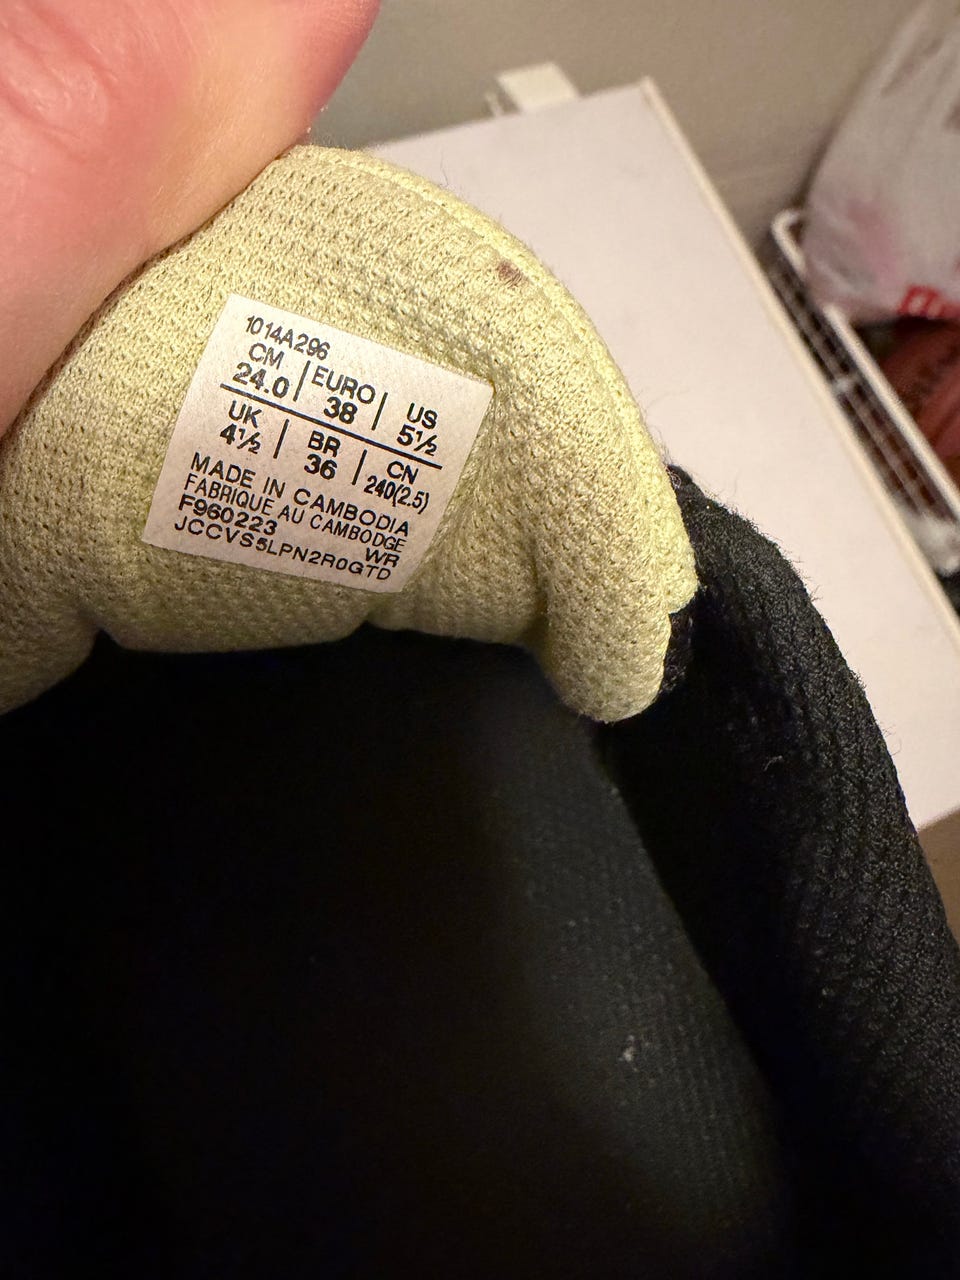 1014A296
CM | EURO | US
24.0 | 38 | 5½
UK | BR | CN
4½ | 36 | 240(2.5)
MADE IN CAMBODIA
FABRIQUE AU CAMBODGE
F960223 WR
JCCVS5LPN2R0GTD